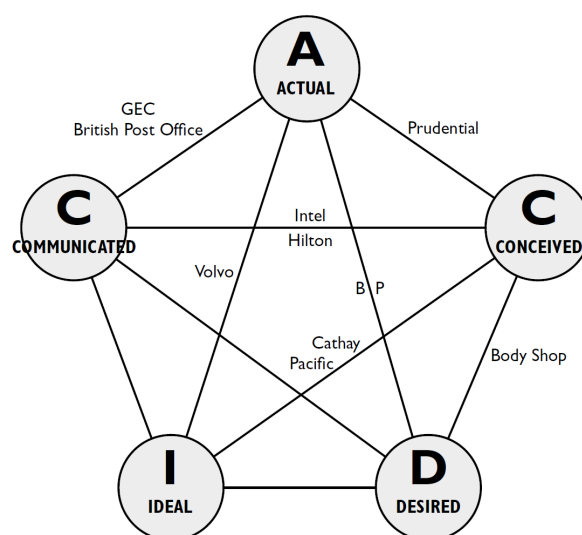 A
ACTUAL
GEC
British Post Office
Prudential
C
COMMUNICATED
Intel
Hilton
C
CONCEIVED
Volvo
B P
Cathay
Pacific
Body Shop
I
IDEAL
D
DESIRED